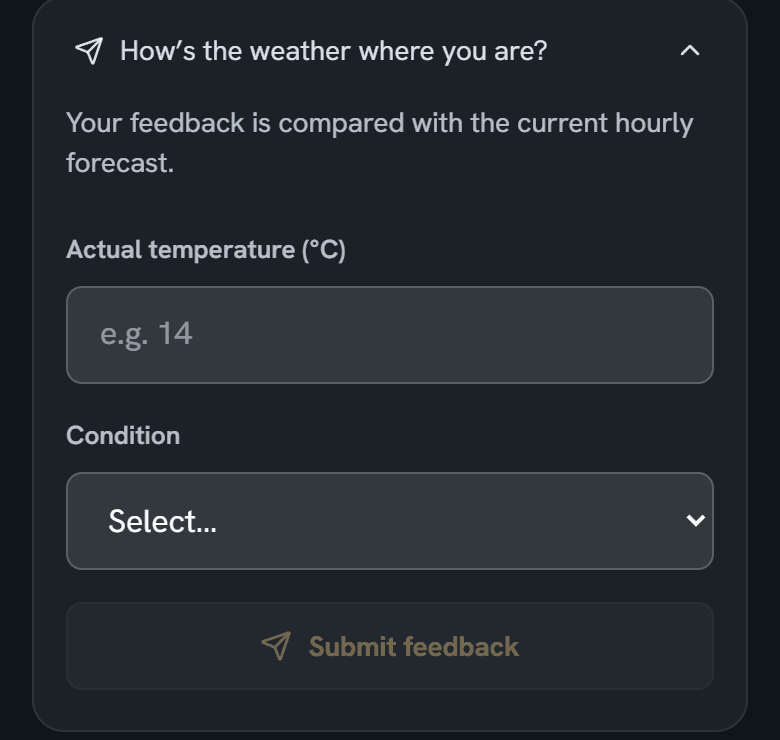 How’s the weather where you are?
Your feedback is compared with the current hourly
forecast.
Actual temperature (°C)
e.g. 14
Condition
Select...
Submit feedback